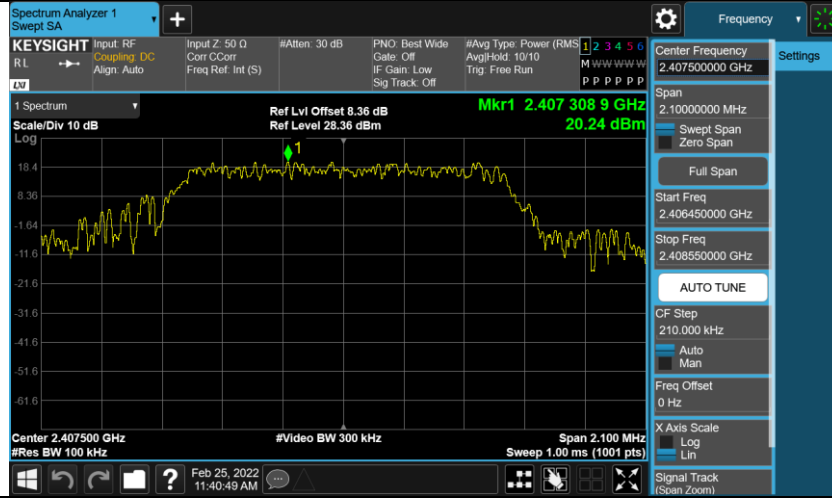 Spectrum Analyzer 1
Swept SA
Frequency
KEYSIGHT
RL
LXI
Input: RF
Coupling: DC
Align: Auto
Input Z: 50 Ω
Corr CCorr
Freq Ref: Int (S)
#Atten: 30 dB
PNO: Best Wide
Gate: Off
IF Gain: Low
Sig Track: Off
#Avg Type: Power (RMS
Avg|Hold: 10/10
Trig: Free Run
1 2 3 4 5 6
M W W W W W
P P P P P P
1 Spectrum
Scale/Div 10 dB
Log
Ref Lvl Offset 8.36 dB
Ref Level 28.36 dBm
Mkr1 2.407 308 9 GHz
20.24 dBm
1
18.4
8.36
-1.64
-11.6
-21.6
-31.6
-41.6
-51.6
-61.6
Center 2.407500 GHz
#Res BW 100 kHz
#Video BW 300 kHz
Span 2.100 MHz
Sweep 1.00 ms (1001 pts)
Feb 25, 2022
11:40:49 AM
Center Frequency
2.407500000 GHz
Span
2.10000000 MHz
Swept Span
Zero Span
Full Span
Start Freq
2.406450000 GHz
Stop Freq
2.408550000 GHz
AUTO TUNE
CF Step
210.000 kHz
Auto
Man
Freq Offset
0 Hz
X Axis Scale
Log
Lin
Signal Track
(Span Zoom)
Settings